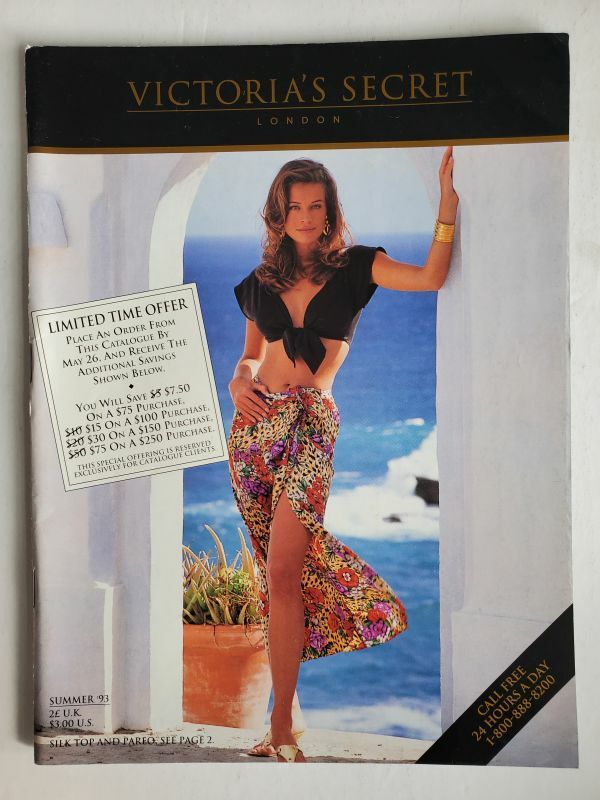 VICTORIA'S SECRET
LONDON
LIMITED TIME OFFER
PLACE AN ORDER FROM
THIS CATALOGUE BY
MAY 26, AND RECEIVE THE
ADDITIONAL SAVINGS
SHOWN BELOW.
YOU WILL SAVE $5 $7.50
ON A $75 PURCHASE,
$10 $15 ON A $100 PURCHASE,
$20 $30 ON A $150 PURCHASE,
$50 $75 ON A $250 PURCHASE.
THIS SPECIAL OFFERING IS RESERVED
EXCLUSIVELY FOR CATALOGUE CLIENTS.
SUMMER '93
2£ U.K.
$3.00 U.S.
SILK TOP AND PAREO, SEE PAGE 2.
CALL FREE
24 HOURS A DAY
1-800-888-8200